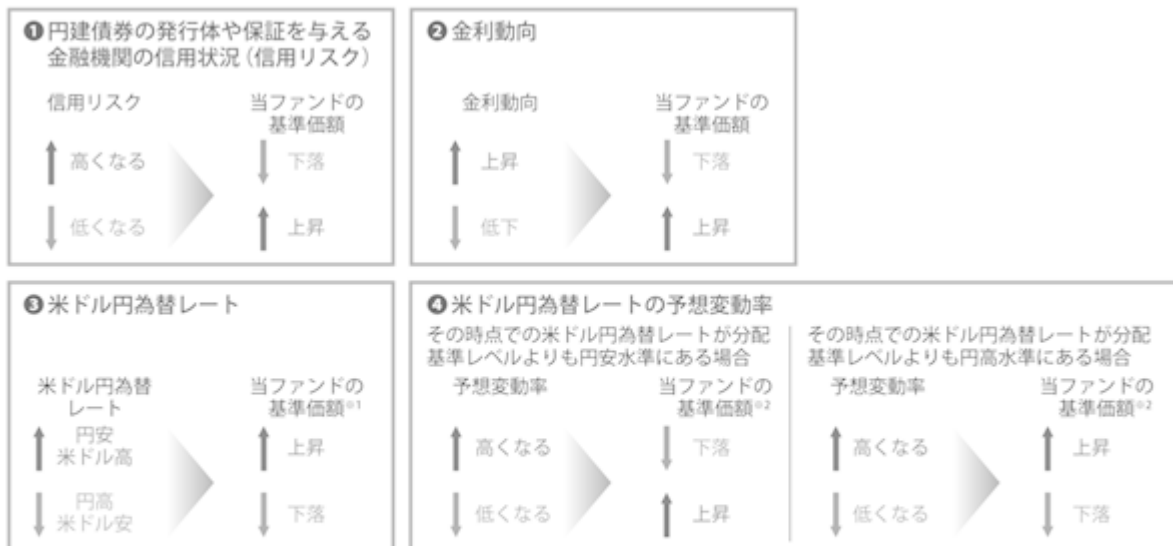 ❶円建債券の発行体や保証を与える
金融機関の信用状況(信用リスク)
信用リスク
当ファンドの
基準価額
高くなる
下落
低くなる
上昇
❷金利動向
金利動向
当ファンドの
基準価額
上昇
下落
低下
上昇
❸米ドル円為替レート
米ドル円為替
レート
当ファンドの
基準価額※1
円安
米ドル高
上昇
円高
米ドル安
下落
❹米ドル円為替レートの予想変動率
その時点での米ドル円為替レートが分配
基準レベルよりも円安水準にある場合
予想変動率
当ファンドの
基準価額※2
高くなる
下落
低くなる
上昇
その時点での米ドル円為替レートが分配
基準レベルよりも円高水準にある場合
予想変動率
当ファンドの
基準価額※2
高くなる
上昇
低くなる
下落